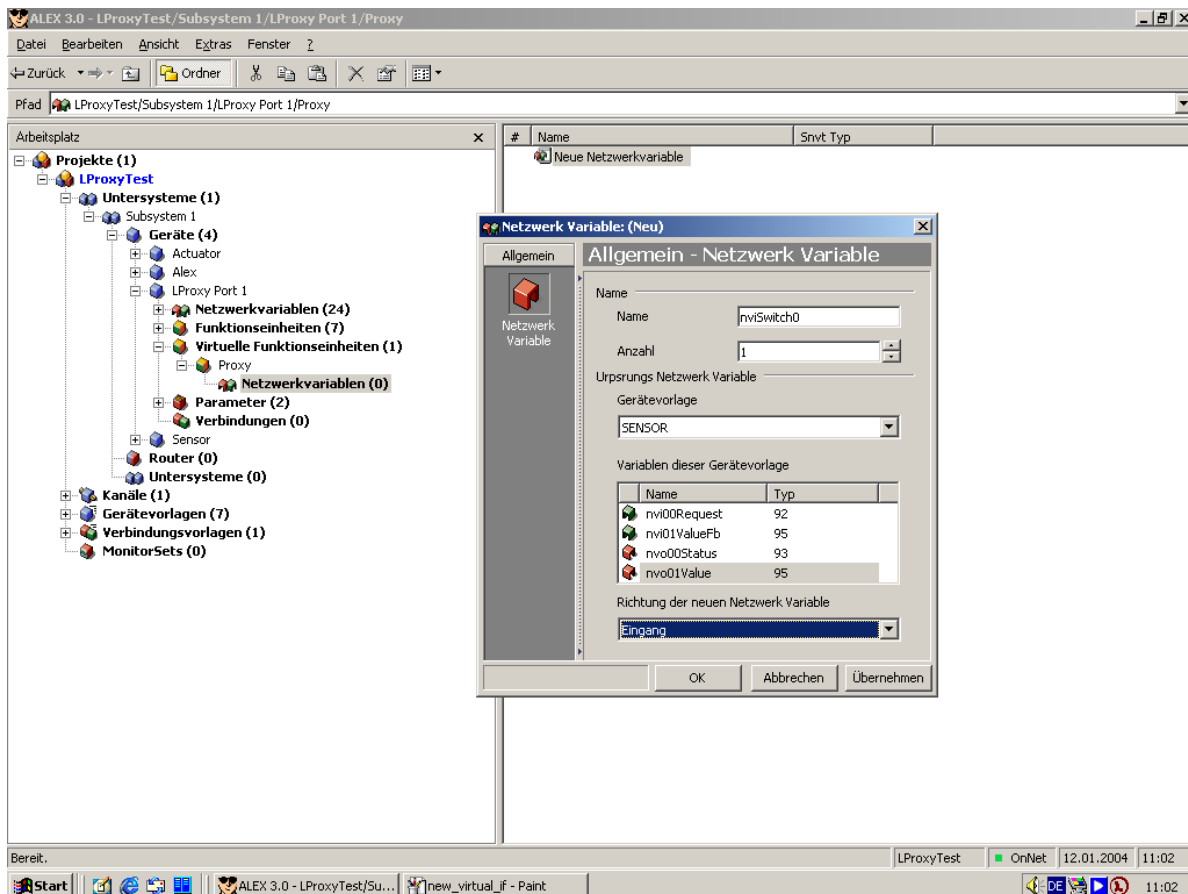 ALEX 3.0 - LProxyTest/Subsystem 1/LProxy Port 1/Proxy
Datei Bearbeiten Ansicht Extras Fenster ?
Zurück Ordner
Pfad LProxyTest/Subsystem 1/LProxy Port 1/Proxy
Arbeitsplatz
Projekte (1)
LProxyTest
Untersysteme (1)
Subsystem 1
Geräte (4)
Actuator
Alex
LProxy Port 1
Netzwerkvariablen (24)
Funktionseinheiten (7)
Virtuelle Funktionseinheiten (1)
Proxy
Netzwerkvariablen (0)
Parameter (2)
Verbindungen (0)
Sensor
Router (0)
Untersysteme (0)
Kanäle (1)
Gerätevorlagen (7)
Verbindungsvorlagen (1)
MonitorSets (0)
# Name Snvt Typ
Neue Netzwerkvariable
Netzwerk Variable: (Neu)
Allgemein
Netzwerk
Variable
Allgemein - Netzwerk Variable
Name
Name nviSwitch0
Anzahl 1
Urpsrungs Netzwerk Variable
Gerätevorlage
SENSOR
Variablen dieser Gerätevorlage
Name Typ
nvi00Request 92
nvi01ValueFb 95
nvo00Status 93
nvo01Value 95
Richtung der neuen Netzwerk Variable
Eingang
OK Abbrechen Übernehmen
Bereit. LProxyTest OnNet 12.01.2004 11:02
Start ALEX 3.0 - LProxyTest/Su... new_virtual_if - Paint DE 11:02